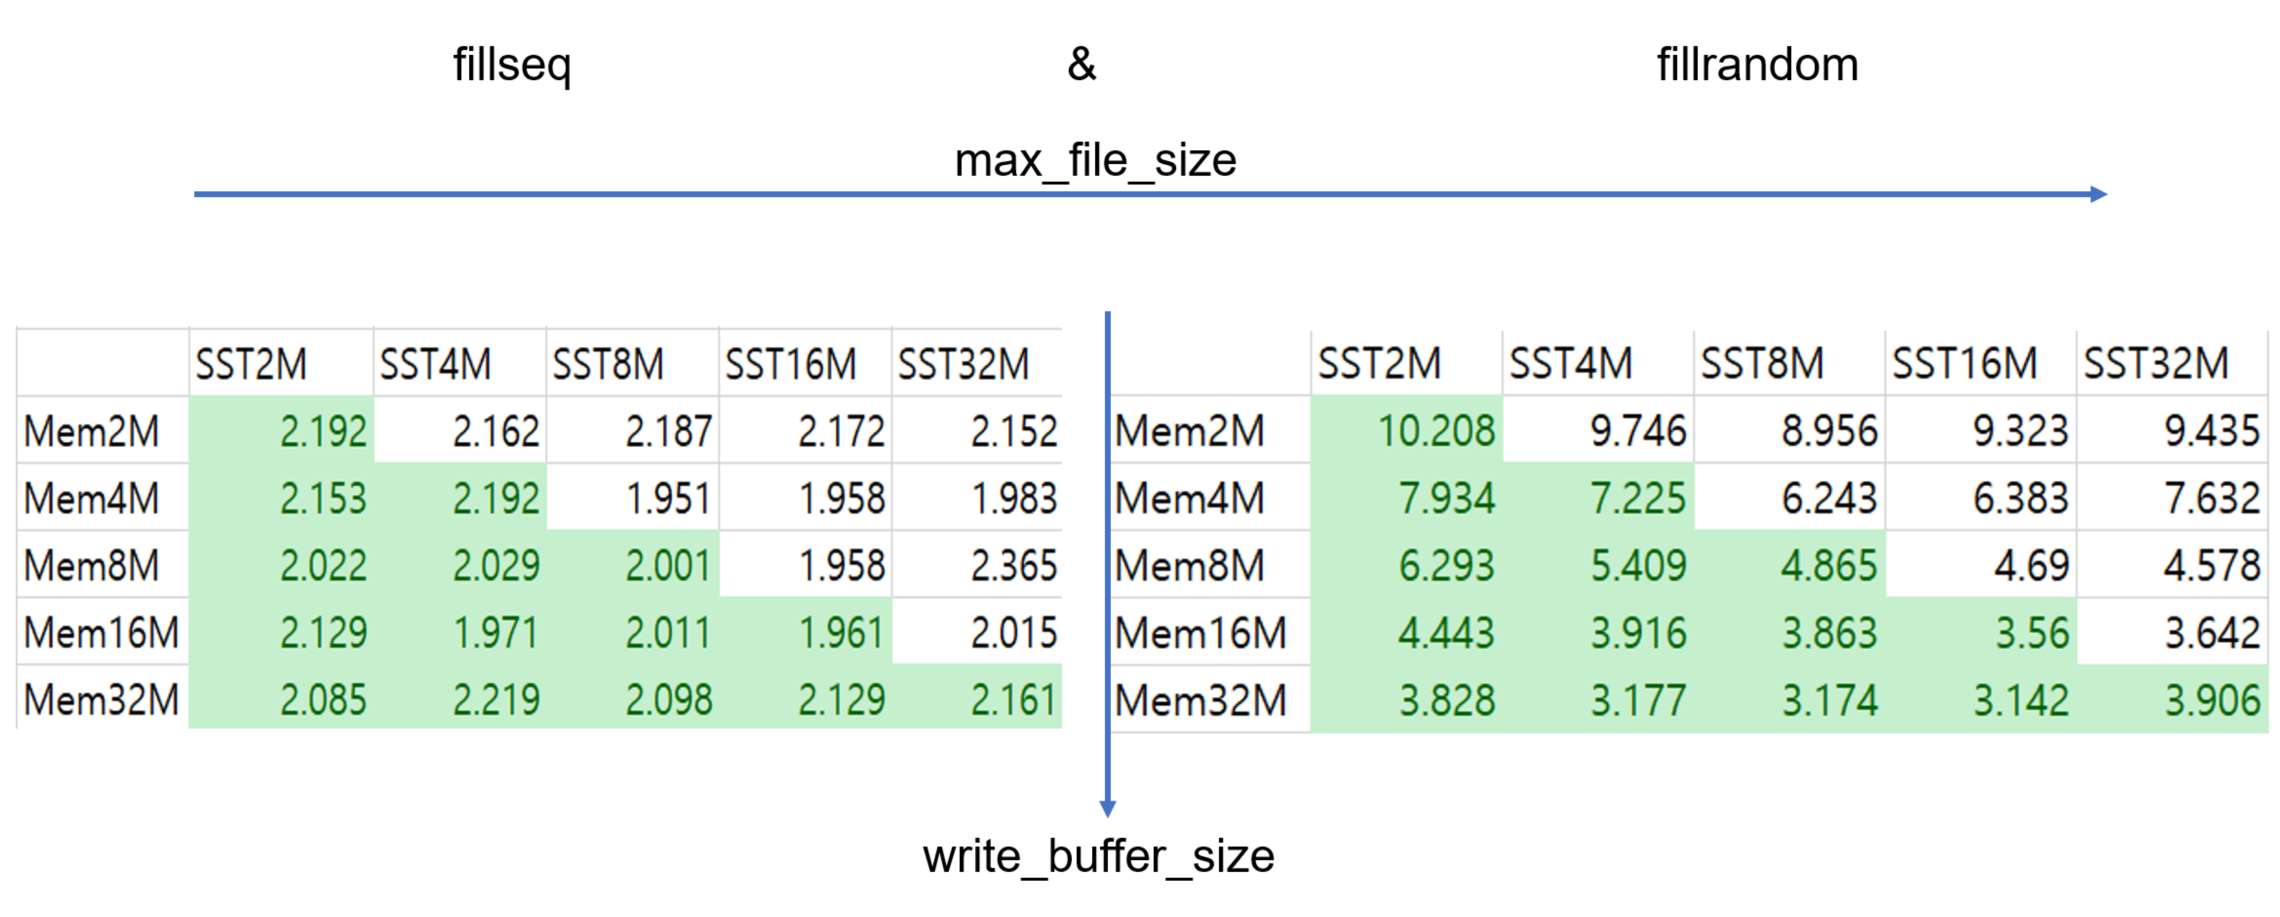 fillseq & fillrandom
max_file_size
SST2M SST4M SST8M SST16M SST32M
Mem2M 2.192 2.162 2.187 2.172 2.152
Mem4M 2.153 2.192 1.951 1.958 1.983
Mem8M 2.022 2.029 2.001 1.958 2.365
Mem16M 2.129 1.971 2.011 1.961 2.015
Mem32M 2.085 2.219 2.098 2.129 2.161
SST2M SST4M SST8M SST16M SST32M
Mem2M 10.208 9.746 8.956 9.323 9.435
Mem4M 7.934 7.225 6.243 6.383 7.632
Mem8M 6.293 5.409 4.865 4.69 4.578
Mem16M 4.443 3.916 3.863 3.56 3.642
Mem32M 3.828 3.177 3.174 3.142 3.906
write_buffer_size